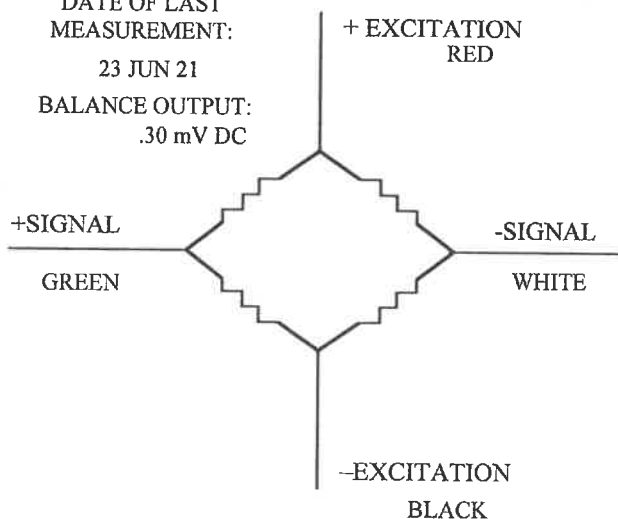 DATE OF LAST
MEASUREMENT:
23 JUN 21
BALANCE OUTPUT:
.30 mV DC
+ EXCITATION
RED
+SIGNAL
GREEN
-SIGNAL
WHITE
–EXCITATION
BLACK